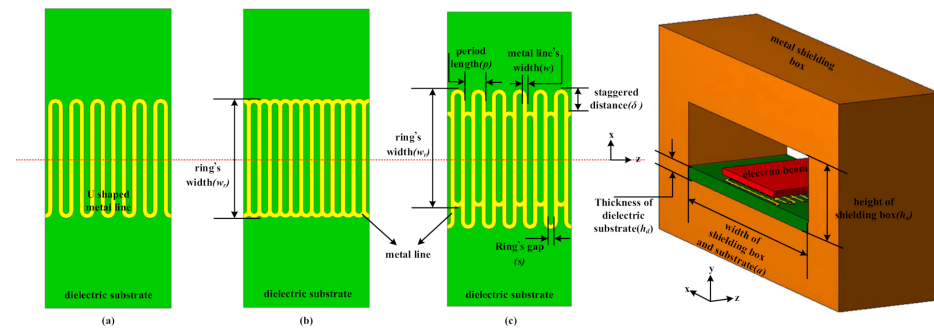 U shaped
metal line
dielectric substrate
(a)
ring's
width(wr)
dielectric substrate
(b)
metal line
period
length(p)
metal line's
width(w)
staggered
distance(δ)
ring's
width(wr)
Ring's gap
(s)
dielectric substrate
(c)
x
z
metal shielding
box
electron beam
Thickness of
dielectric
substrate(hd)
width of
shielding box
and substrate(a)
height of
shielding box(ha)
y
x
z